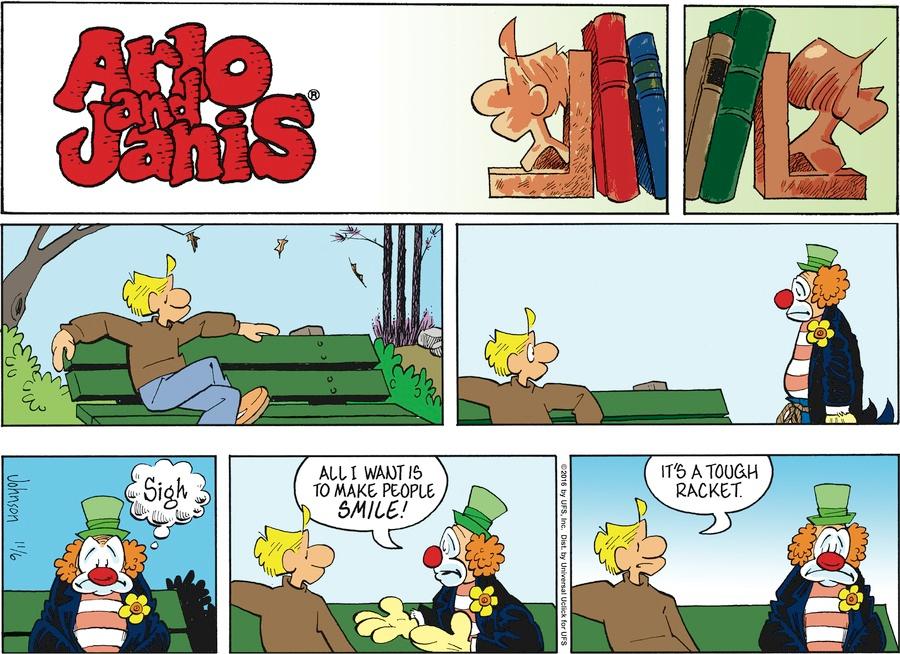 Arlo
and
Janis®
Sigh
Johnson 11/6
ALL I WANT IS
TO MAKE PEOPLE
SMILE!
©2016 by UFS, Inc. Dist. by Universal Uclick for UFS
IT'S A TOUGH
RACKET.